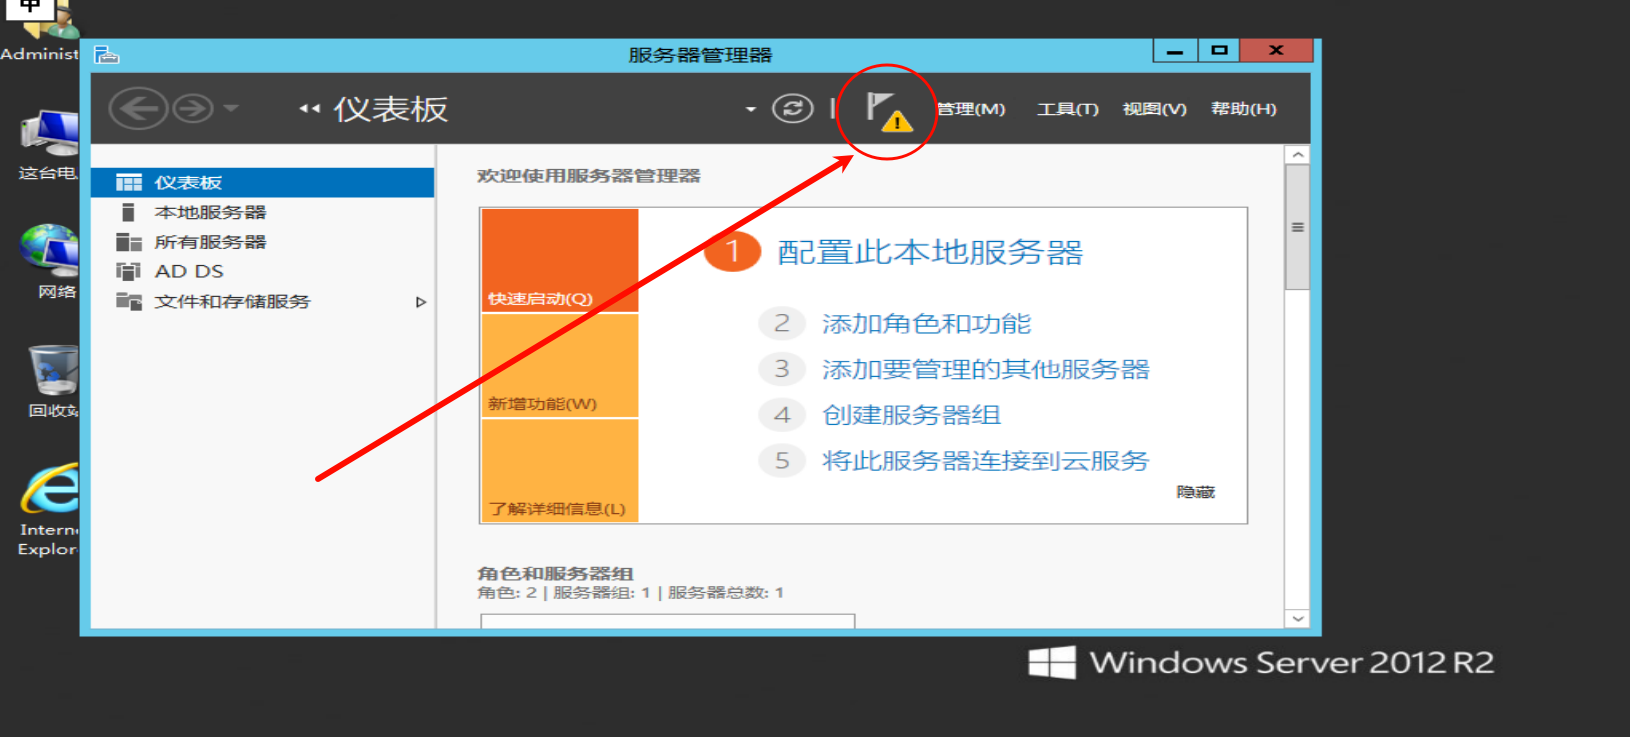 中
Administ
服务器管理器
仪表板
管理(M) 工具(T) 视图(V) 帮助(H)
这台电
网络
回收站
Intern
Explor
仪表板
本地服务器
所有服务器
AD DS
文件和存储服务
欢迎使用服务器管理器
快速启动(Q)
新增功能(W)
了解详细信息(L)
1 配置此本地服务器
2 添加角色和功能
3 添加要管理的其他服务器
4 创建服务器组
5 将此服务器连接到云服务
隐藏
角色和服务器组
角色: 2 | 服务器组: 1 | 服务器总数: 1
Windows Server 2012 R2